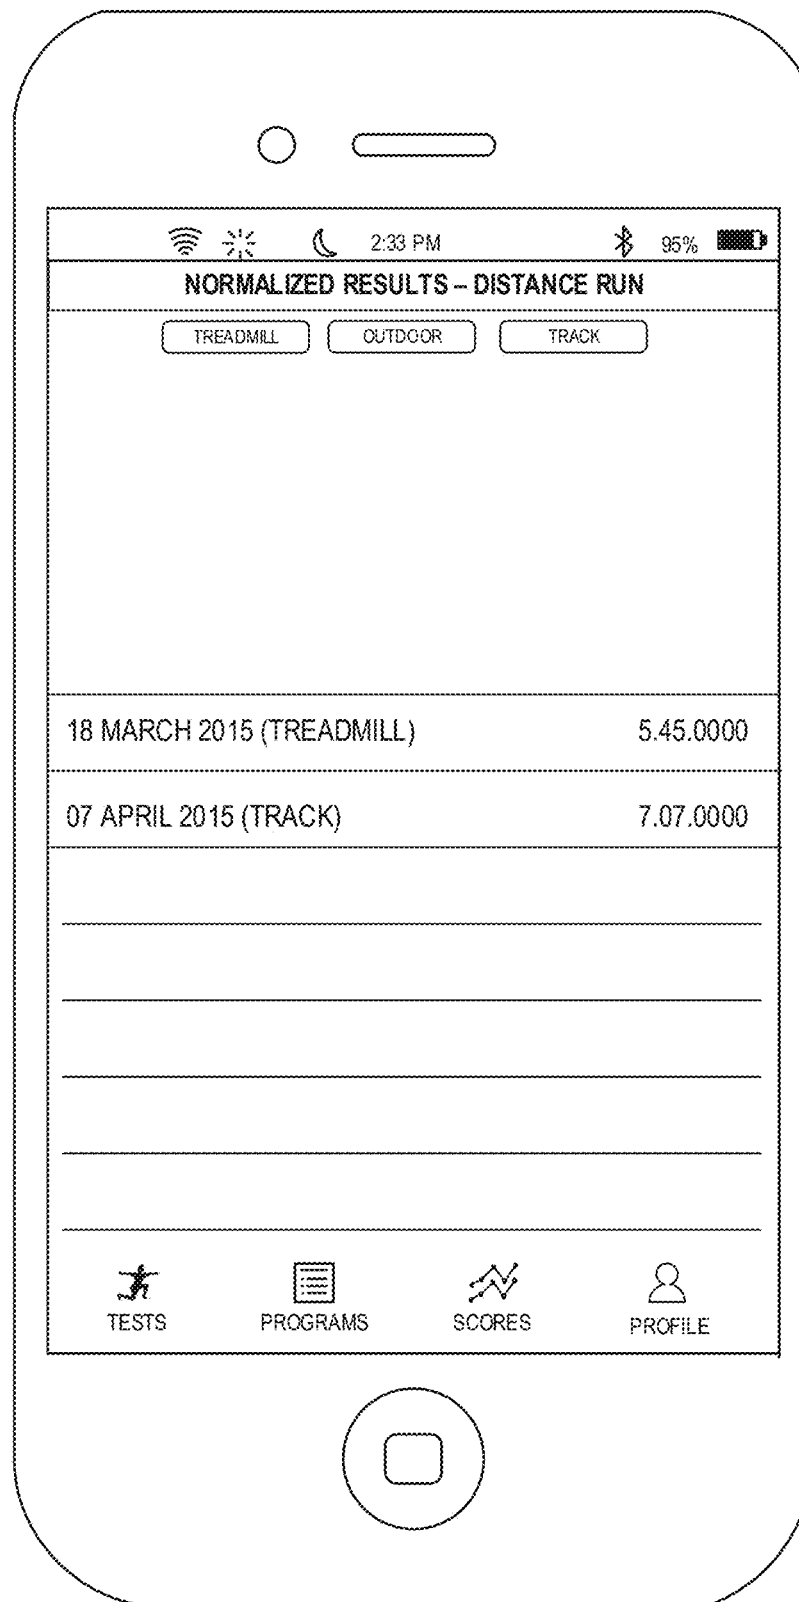 2:33 PM 95%
NORMALIZED RESULTS – DISTANCE RUN
TREADMILL OUTDOOR TRACK
18 MARCH 2015 (TREADMILL) 5.45.0000
07 APRIL 2015 (TRACK) 7.07.0000
TESTS PROGRAMS SCORES PROFILE